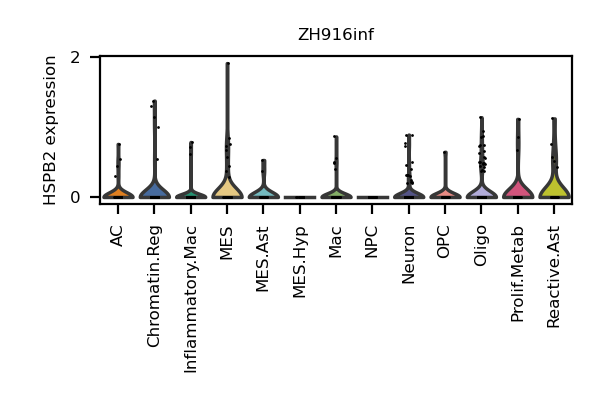 ZH916inf
HSPB2 expression
2
0
AC
Chromatin.Reg
Inflammatory.Mac
MES
MES.Ast
MES.Hyp
Mac
NPC
Neuron
OPC
Oligo
Prolif.Metab
Reactive.Ast